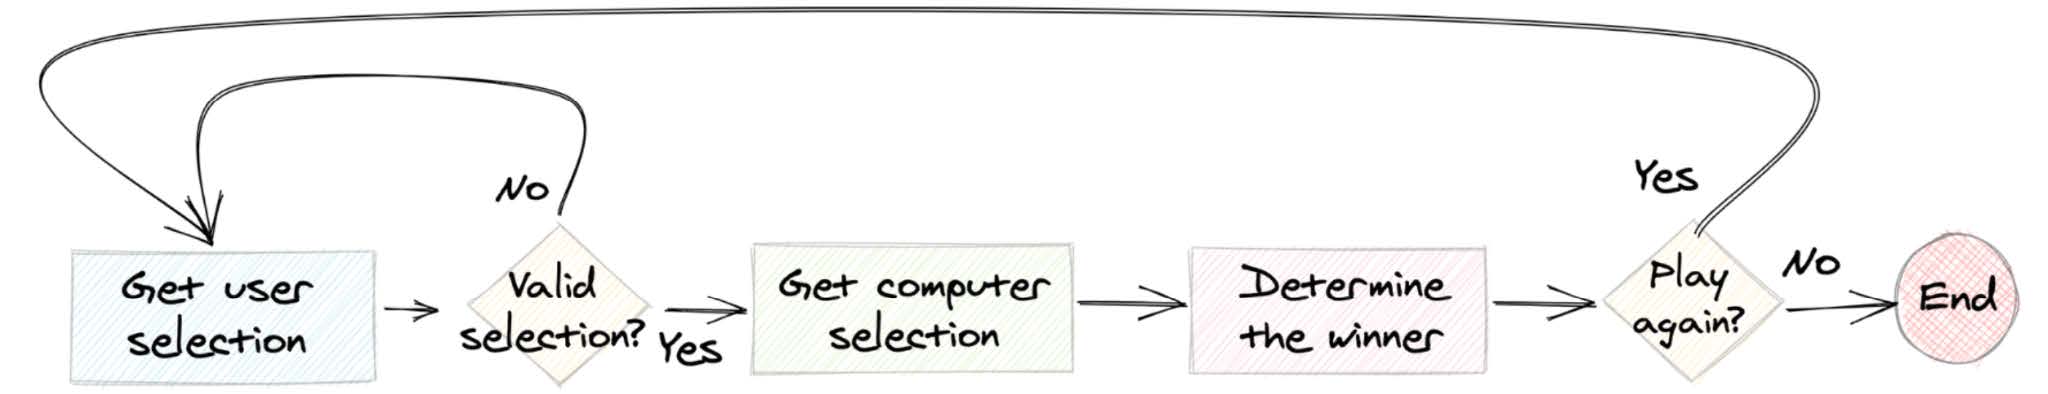 Get user
selection
No
Valid
selection?
Yes
Get computer
selection
Determine
the winner
Yes
Play
again?
No
End